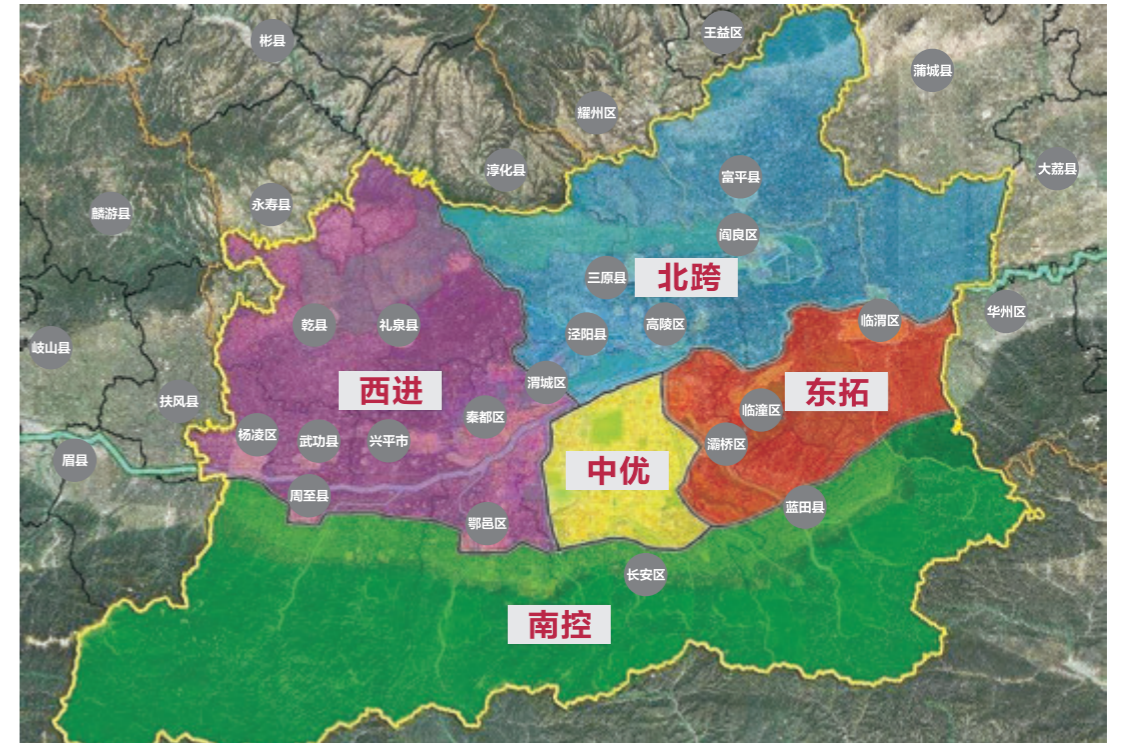 王益区
彬县
蒲城县
耀州区
淳化县
大荔县
富平县
永寿县
麟游县
阎良区
三原县
北跨
华州区
临渭区
乾县
礼泉县
高陵区
泾阳县
岐山县
渭城区
西进
东拓
扶风县
临潼区
秦都区
杨凌区
武功县
兴平市
灞桥区
眉县
中优
周至县
蓝田县
鄠邑区
长安区
南控